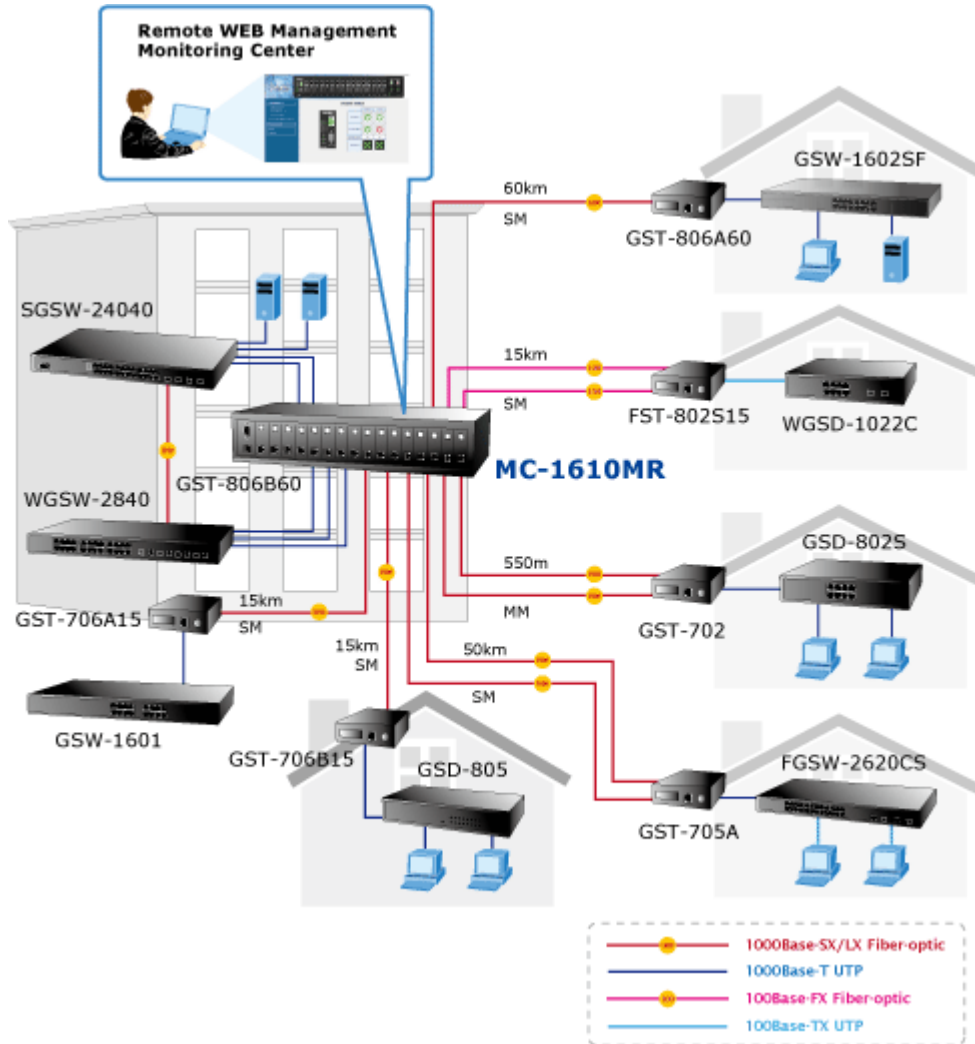 Remote WEB Management
Monitoring Center
60km
SM
GST-806A60
GSW-1602SF
SGSW-24040
15km
SM
FST-802S15
WGSD-1022C
GST-806B60
MC-1610MR
WGSW-2840
550m
MM
GST-702
GSD-802S
GST-706A15
15km
SM
GSW-1601
15km
SM
50km
SM
GST-706B15
GSD-805
GST-705A
FGSW-2620CS
1000Base-SX/LX Fiber-optic
1000Base-T UTP
100Base-FX Fiber-optic
100Base-TX UTP